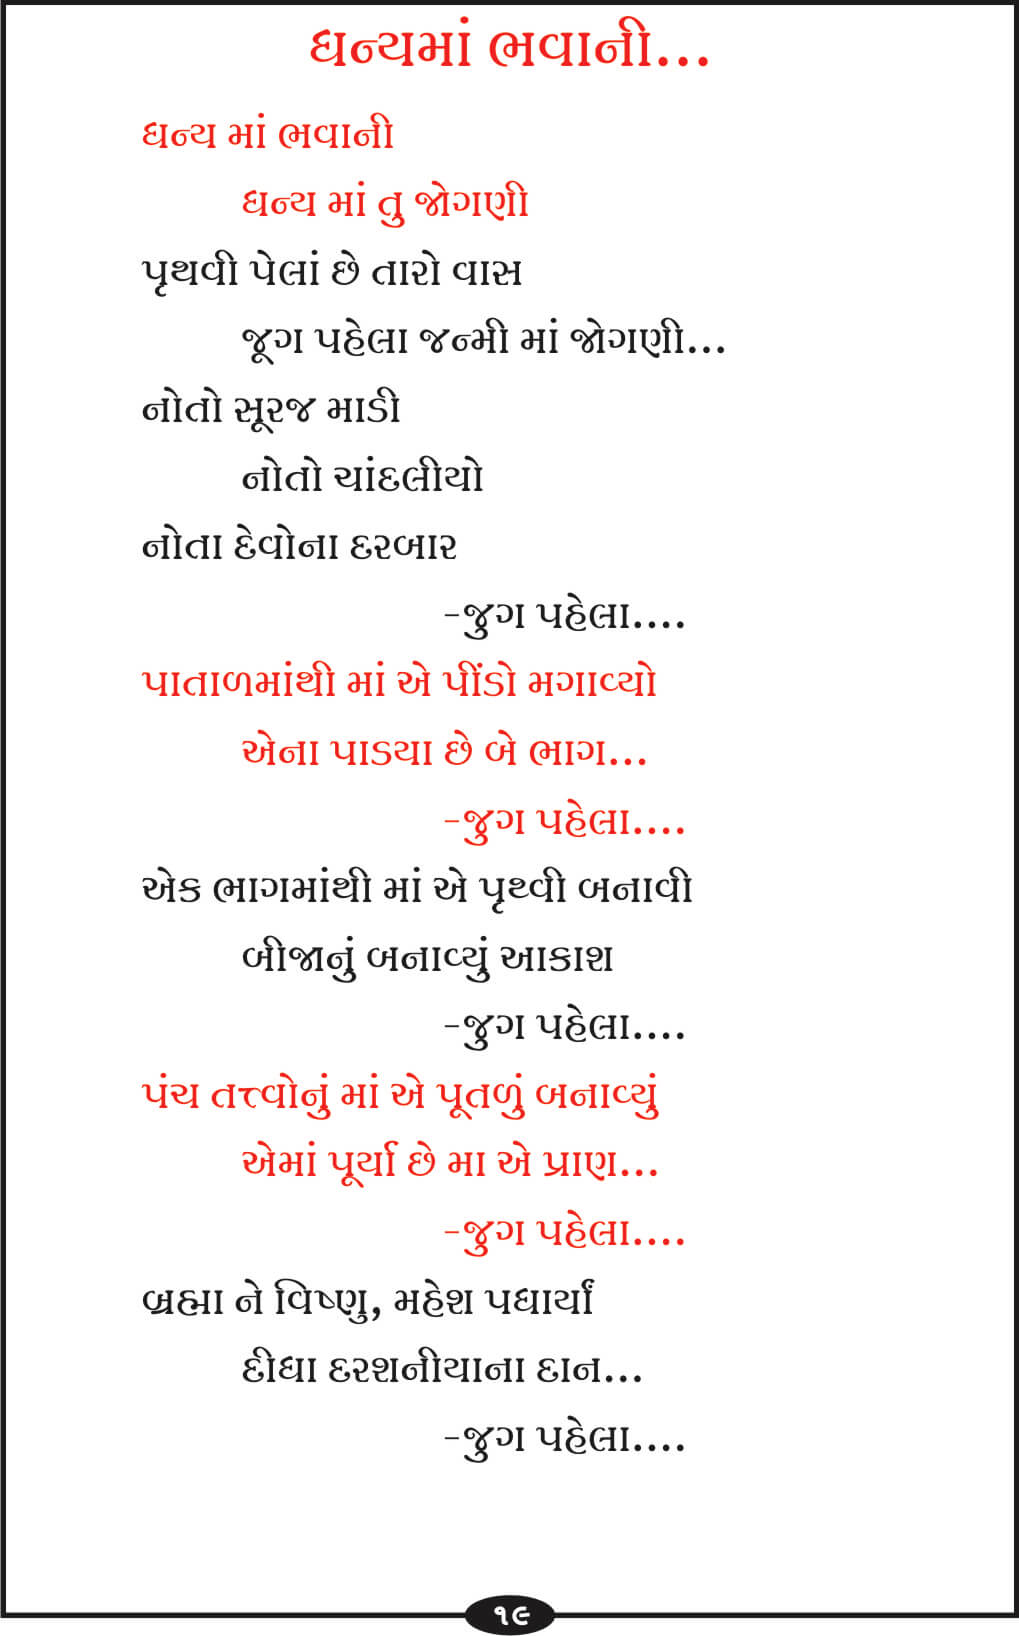 ધન્યમાં ભવાની...
ધન્ય માં ભવાની
ધન્ય માં તુ જોગણી
પૃથવી પેલાં છે તારો વાસ
જૂગ પહેલા જન્મી માં જોગણી...
નોતો સૂરજ માડી
નોતો ચાંદલીયો
નોતા દેવોના દરબાર
-જુગ પહેલા....
પાતાળમાંથી માં એ પીંડો મગાવ્યો
એના પાડ્યા છે બે ભાગ...
-જુગ પહેલા....
એક ભાગમાંથી માં એ પૃથ્વી બનાવી
બીજાનું બનાવ્યું આકાશ
-જુગ પહેલા....
પંચ તત્ત્વોનું માં એ પૂતળું બનાવ્યું
એમાં પૂર્યા છે મા એ પ્રાણ...
-જુગ પહેલા....
બ્રહ્મા ને વિષ્ણુ, મહેશ પધાર્યાં
દીધા દરશનીયાના દાન...
-જુગ પહેલા....
૧૯